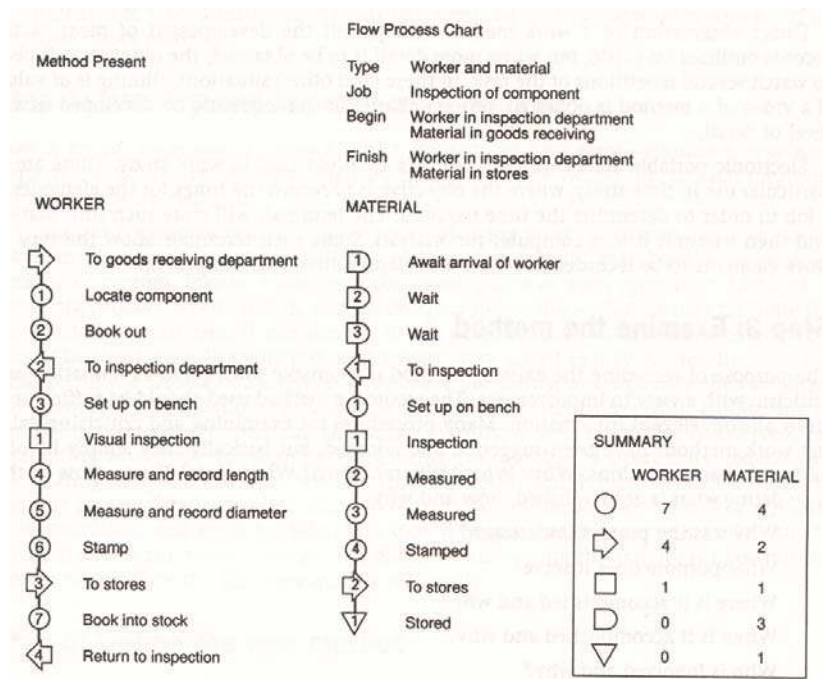 Flow Process Chart
Method Present
Type Worker and material
Job Inspection of component
Begin Worker in inspection department
Material in goods receiving
Finish Worker in inspection department
Material in stores
WORKER
1 To goods receiving department
1 Locate component
2 Book out
2 To inspection department
3 Set up on bench
1 Visual inspection
4 Measure and record length
5 Measure and record diameter
6 Stamp
3 To stores
7 Book into stock
4 Return to inspection
MATERIAL
1 Await arrival of worker
2 Wait
3 Wait
1 To inspection
1 Set up on bench
1 Inspection
2 Measured
3 Measured
4 Stamped
2 To stores
1 Stored
SUMMARY
WORKER MATERIAL
7 4
4 2
1 1
0 3
0 1